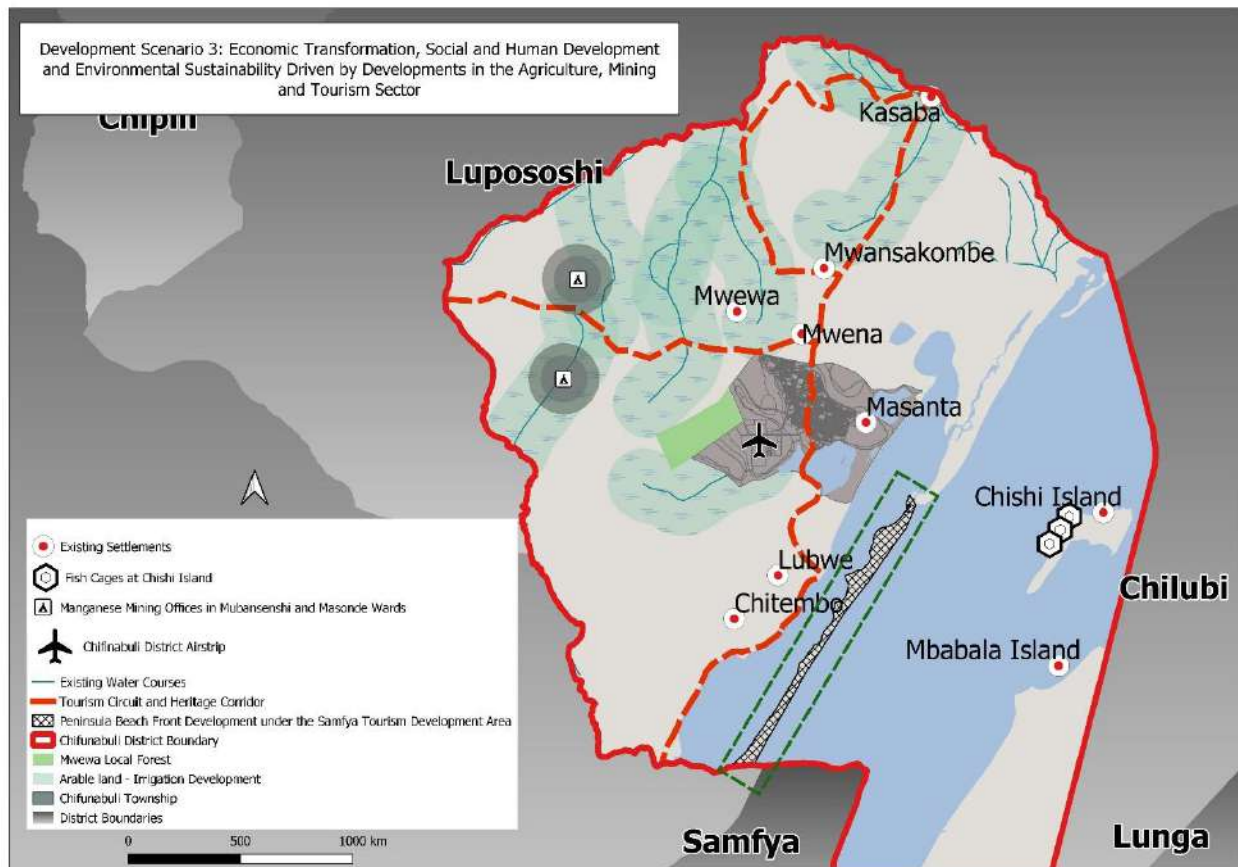 Development Scenario 3: Economic Transformation, Social and Human Development
and Environmental Sustainability Driven by Developments in the Agriculture, Mining
and Tourism Sector
Chipili
Kasaba
Lupososhi
Mwansakombe
Mwewa
Mwena
Masanta
Chishi Island
Lubwe
Chitembo
Chilubi
Mbabala Island
Existing Settlements
Fish Cages at Chishi Island
Manganese Mining Offices in Mubansenshi and Masonde Wards
Chifinabuli District Airstrip
Existing Water Courses
Tourism Circuit and Heritage Corridor
Peninsula Beach Front Development under the Samfya Tourism Development Area
Chifunabuli District Boundary
Mwewa Local Forest
Arable land - Irrigation Development
Chifunabuli Township
District Boundaries
0 500 1000 km
Samfya
Lunga